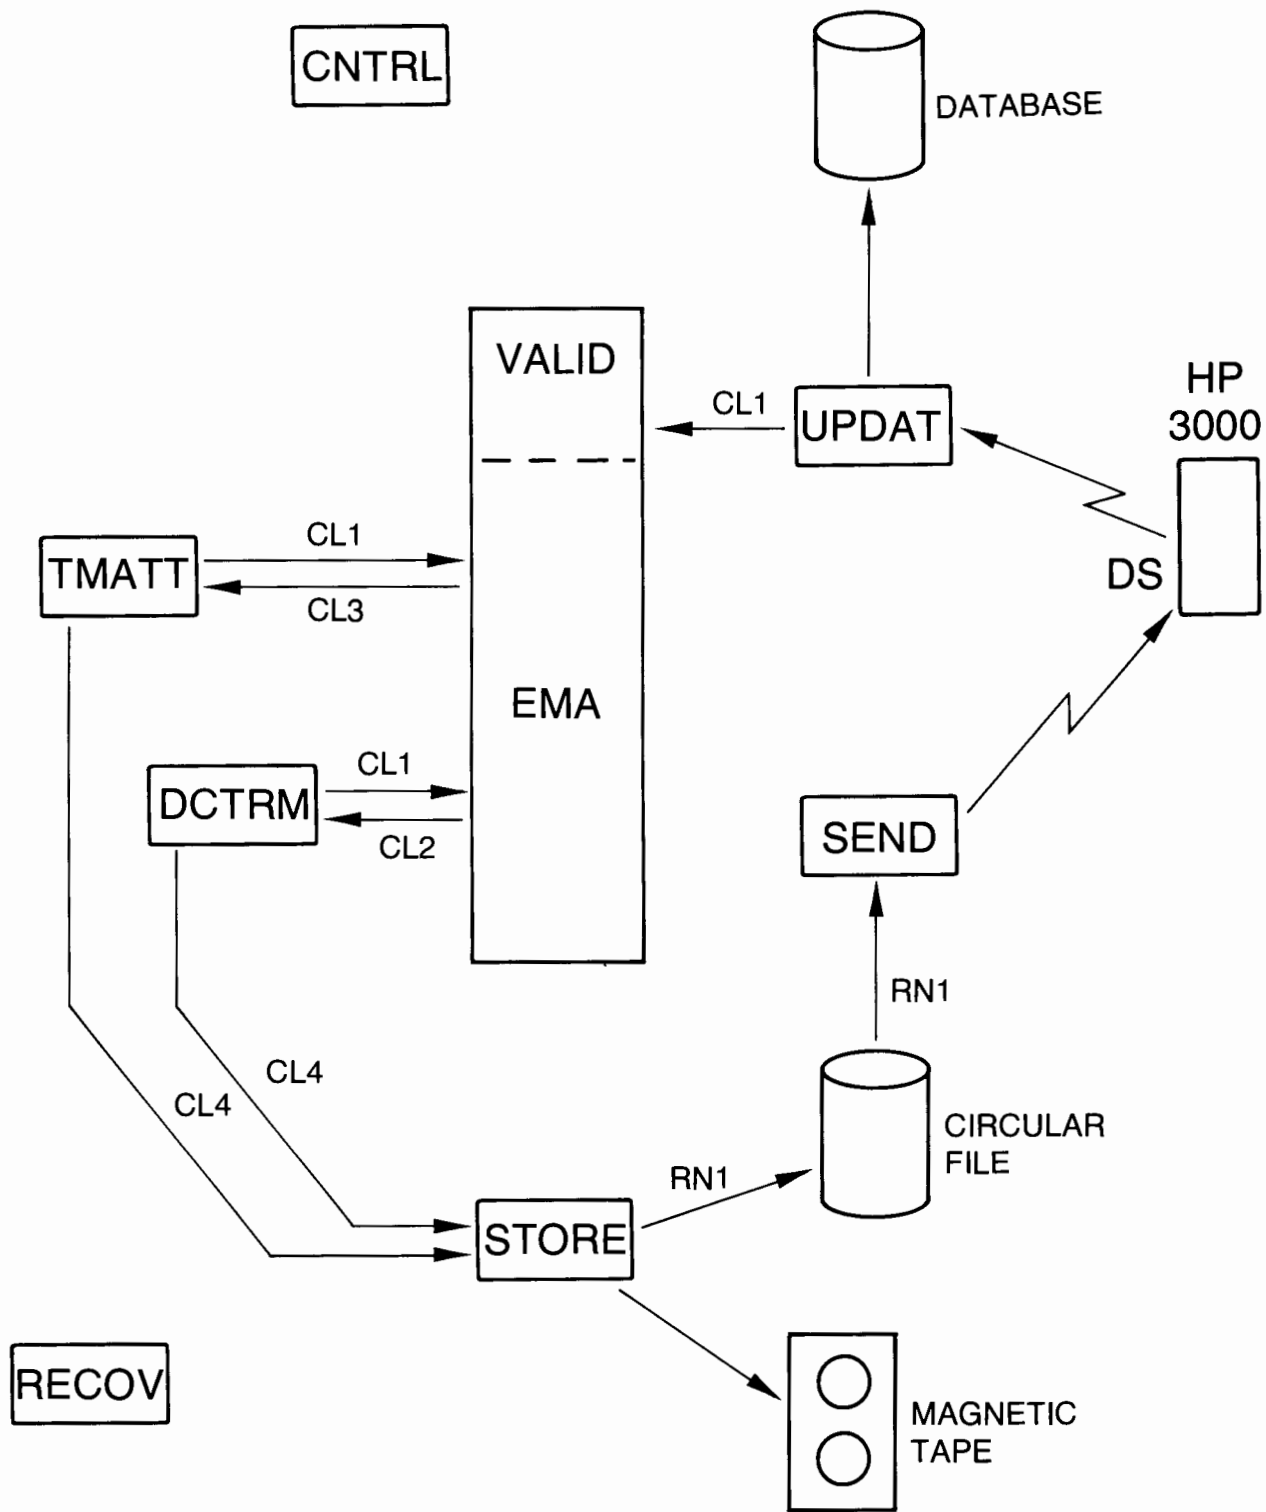 CNTRL
DATABASE
VALID
CL1
UPDAT
HP
3000
CL1
TMATT
CL3
DS
EMA
CL1
DCTRM
CL2
SEND
RN1
CL4
CL4
CIRCULAR
FILE
RN1
STORE
RECOV
MAGNETIC
TAPE